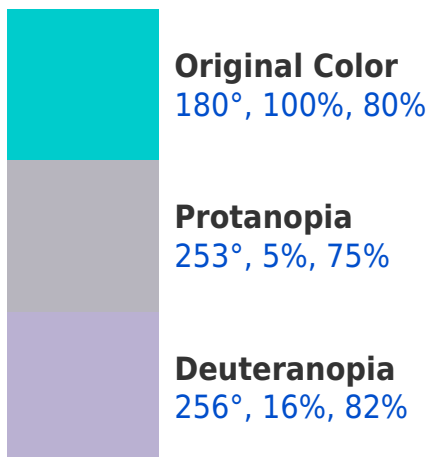 Original Color
180°, 100%, 80%
Protanopia
253°, 5%, 75%
Deuteranopia
256°, 16%, 82%